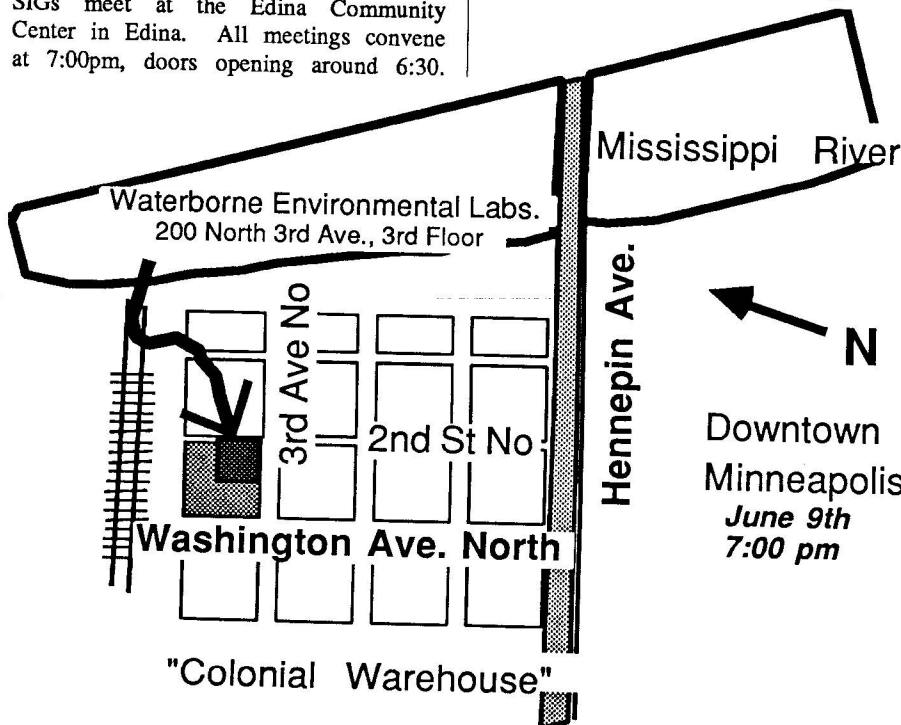 SIGs meet at the Edina Community
Center in Edina. All meetings convene
at 7:00pm, doors opening around 6:30.
Mississippi River
Waterborne Environmental Labs.
200 North 3rd Ave., 3rd Floor
3rd Ave No
Hennepin Ave.
N
2nd St No
Downtown
Minneapolis
June 9th
7:00 pm
Washington Ave. North
"Colonial Warehouse"